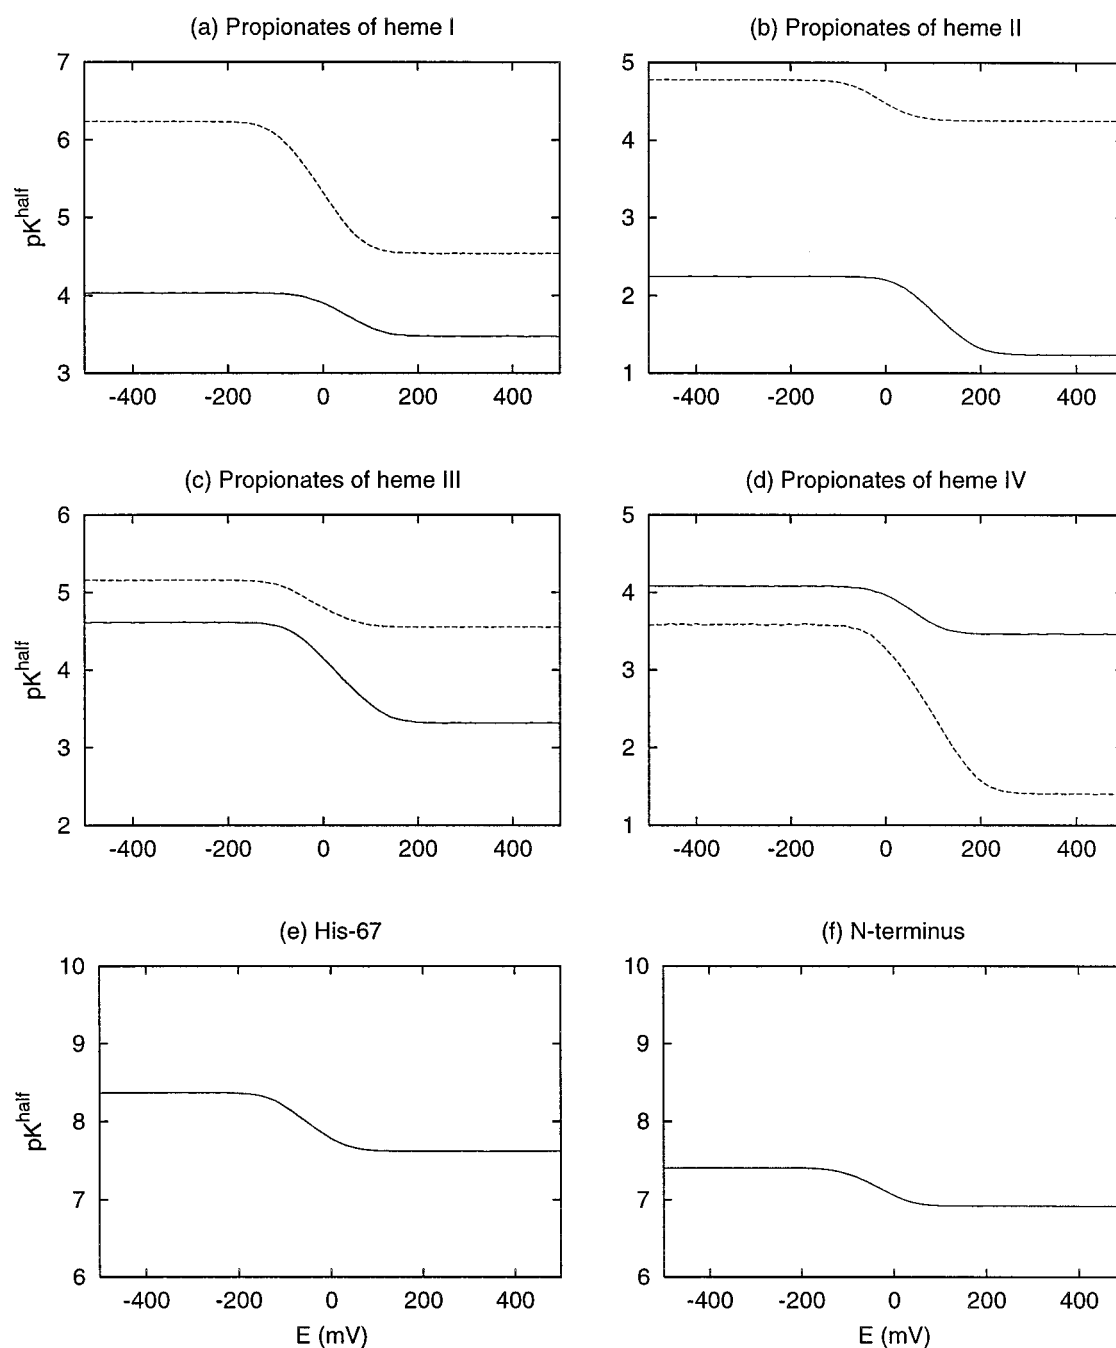 (a) Propionates of heme I
(b) Propionates of heme II
7
6
5
4
3
pK^half
-400 -200 0 200 400
5
4
3
2
1
-400 -200 0 200 400
(c) Propionates of heme III
(d) Propionates of heme IV
6
5
4
3
2
pK^half
-400 -200 0 200 400
5
4
3
2
1
-400 -200 0 200 400
(e) His-67
(f) N-terminus
10
9
8
7
6
pK^half
-400 -200 0 200 400
E (mV)
10
9
8
7
6
-400 -200 0 200 400
E (mV)